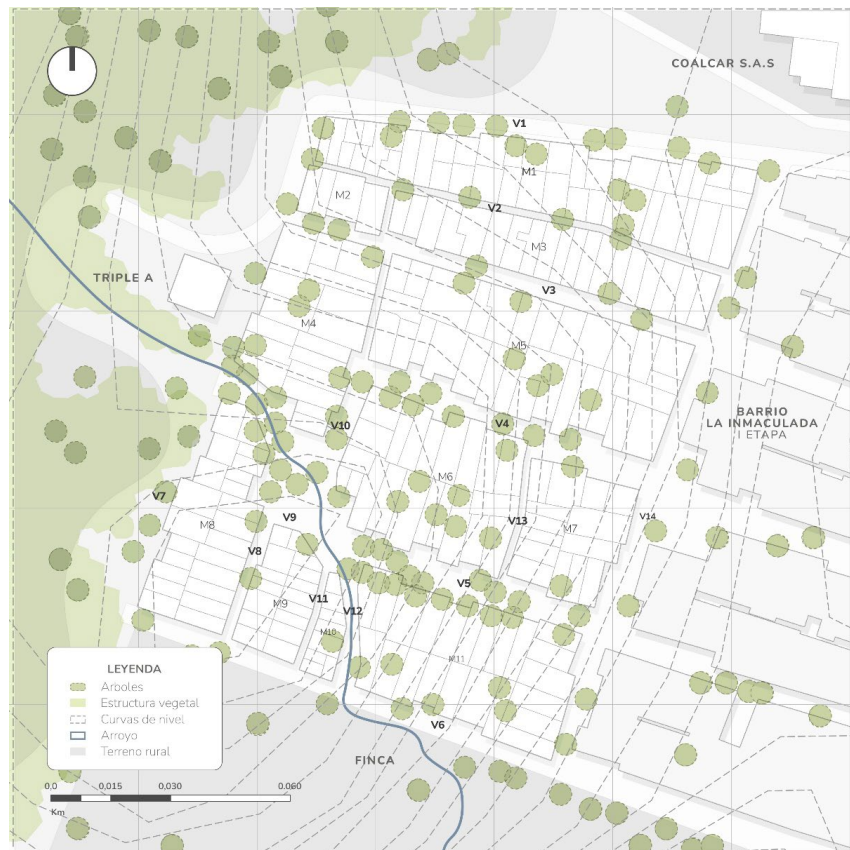 COALCAR S.A.S
V1
M1
M2
V2
M3
TRIPLE A
V3
M4
M5
BARRIO
LA INMACULADA
I ETAPA
V10
V4
M6
V7
M8
V9
V13
M7
V14
V8
V5
M9
V11
V12
M10
M11
V6
FINCA
LEYENDA
Arboles
Estructura vegetal
Curvas de nivel
Arroyo
Terreno rural
0.0 0,015 0,030 0.060
Km